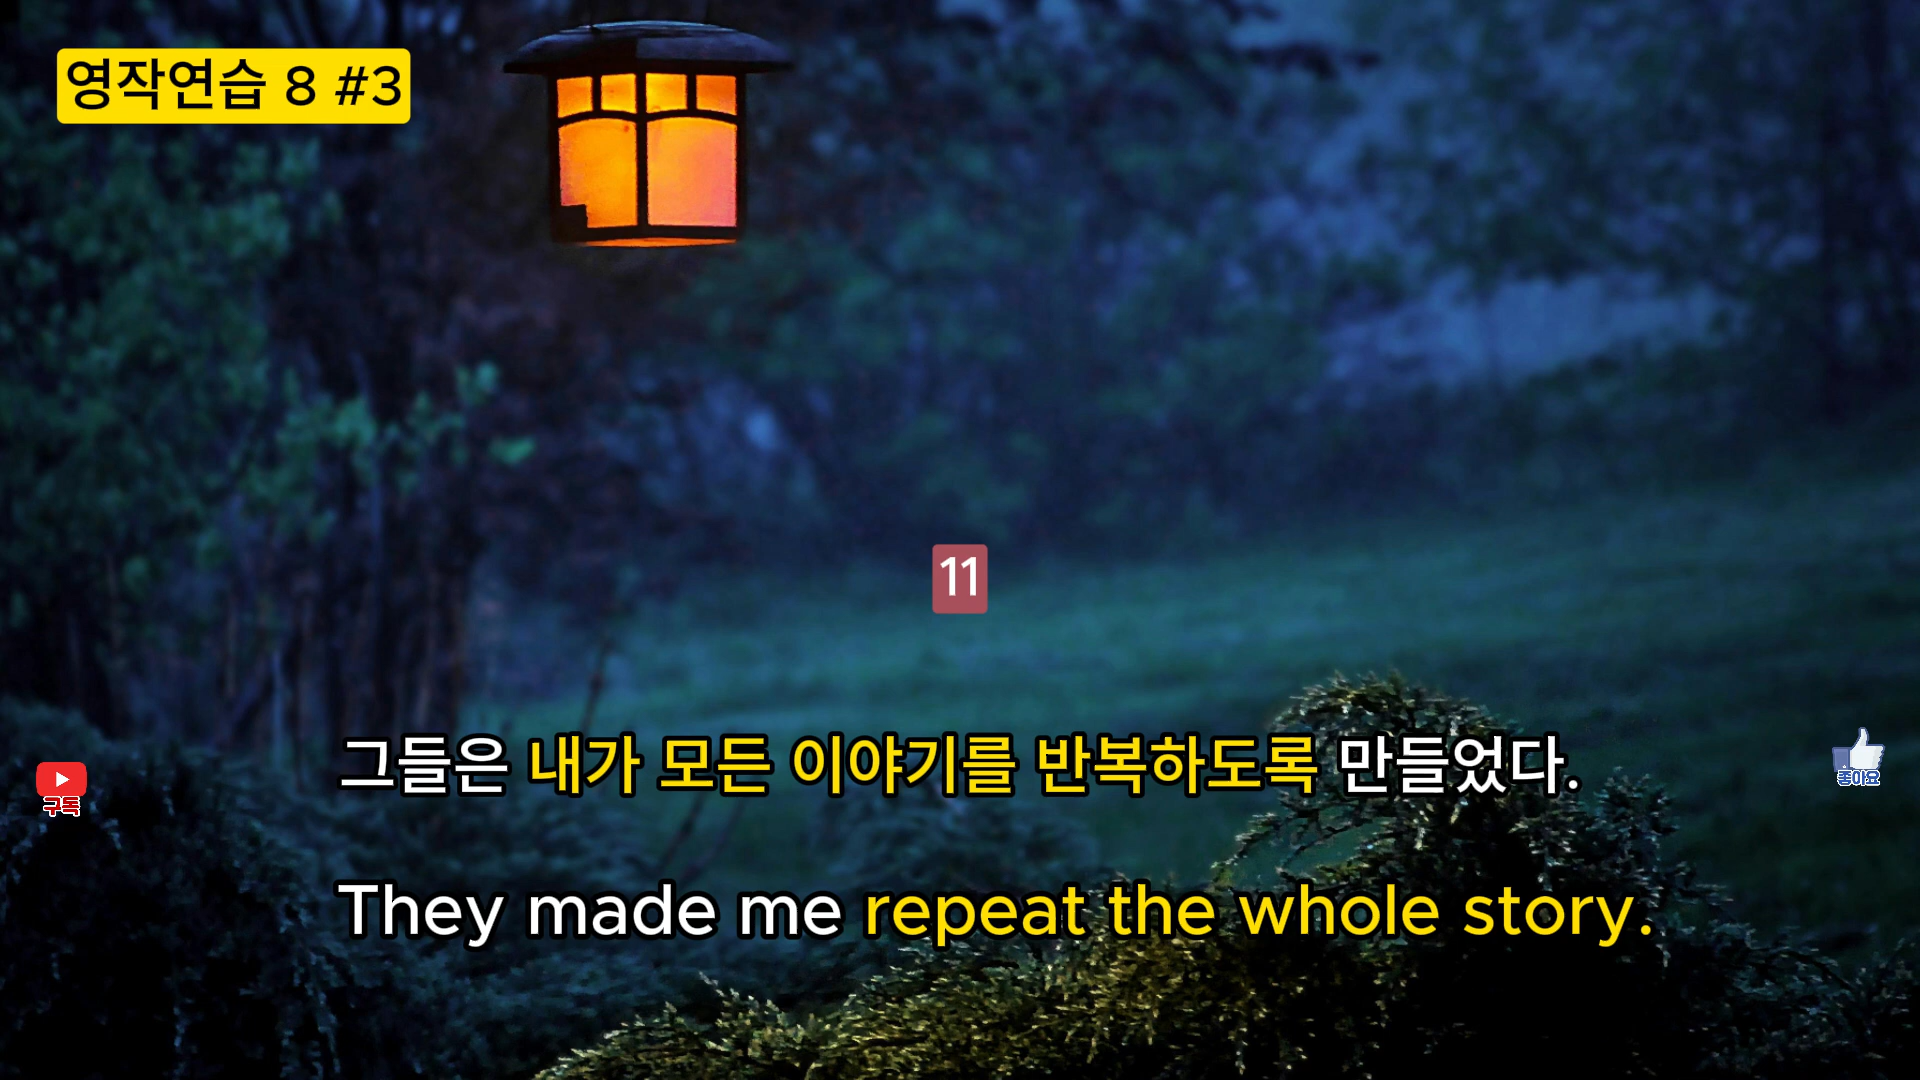 영작연습 8 #3
11
그들은 내가 모든 이야기를 반복하도록 만들었다.
구독
좋아요
They made me repeat the whole story.